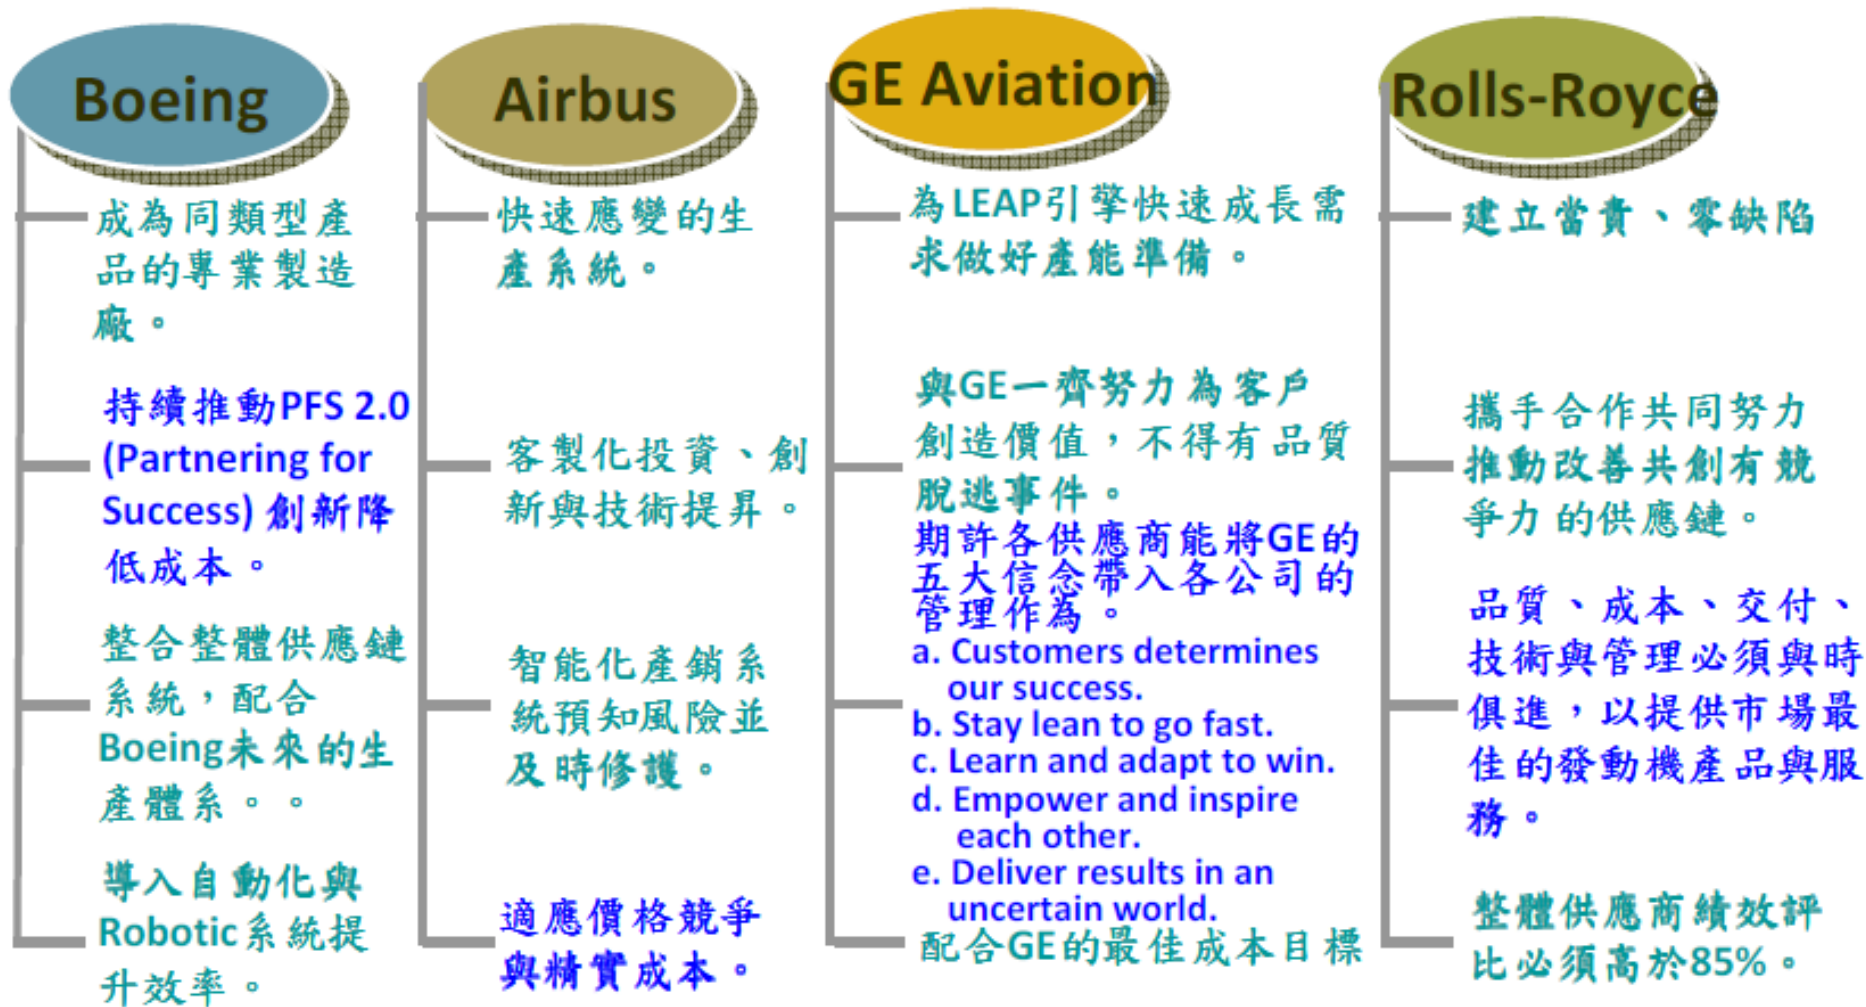 Boeing
成為同類型產
品的專業製造
廠。
持續推動PFS 2.0
(Partnering for
Success) 創新降
低成本。
整合整體供應鏈
系統，配合
Boeing未來的生
產體系。。
導入自動化與
Robotic系統提
升效率。
Airbus
快速應變的生
產系統。
客製化投資、創
新與技術提昇。
智能化產銷系
統預知風險並
及時修護。
適應價格競爭
與精實成本。
GE Aviation
為LEAP引擎快速成長需
求做好產能準備。
與GE一齊努力為客戶
創造價值，不得有品質
脫逃事件。
期許各供應商能將GE的
五大信念帶入各公司的
管理作為。
a. Customers determines
our success.
b. Stay lean to go fast.
c. Learn and adapt to win.
d. Empower and inspire
each other.
e. Deliver results in an
uncertain world.
配合GE的最佳成本目標
Rolls-Royce
建立當責、零缺陷
攜手合作共同努力
推動改善共創有競
爭力的供應鏈。
品質、成本、交付、
技術與管理必須與時
俱進，以提供市場最
佳的發動機產品與服
務。
整體供應商績效評
比必須高於85%。